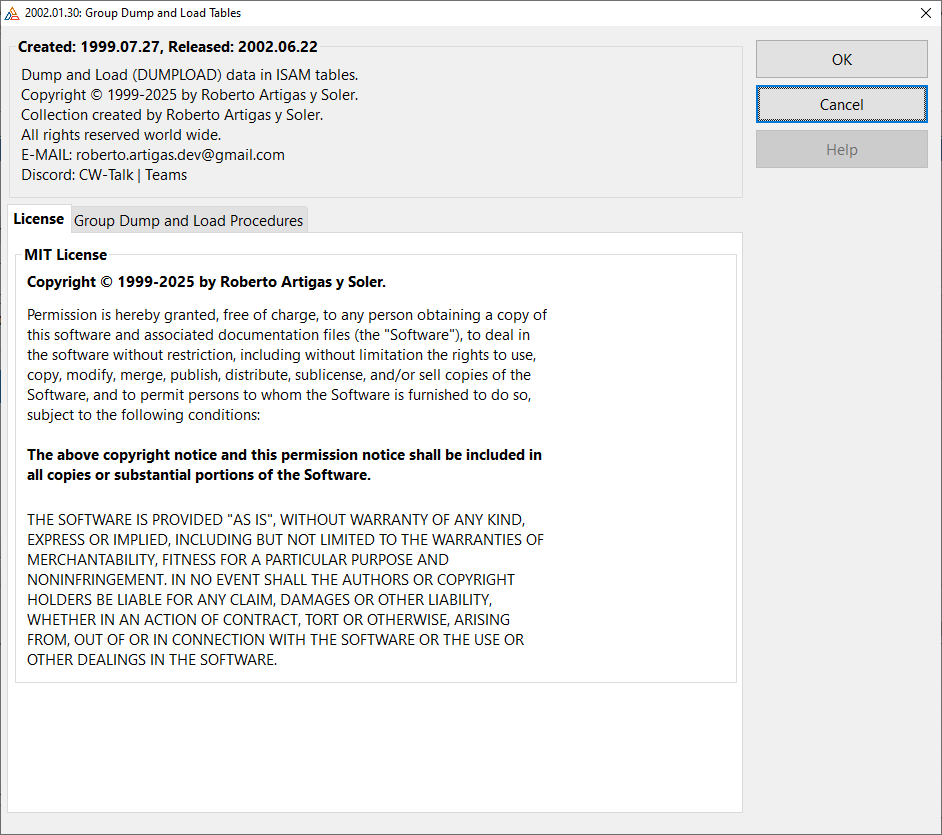 2002.01.30: Group Dump and Load Tables
Created: 1999.07.27, Released: 2002.06.22
Dump and Load (DUMPLOAD) data in ISAM tables.
Copyright © 1999-2025 by Roberto Artigas y Soler.
Collection created by Roberto Artigas y Soler.
All rights reserved world wide.
E-MAIL: roberto.artigas.dev@gmail.com
Discord: CW-Talk | Teams
OK
Cancel
Help
License
Group Dump and Load Procedures
MIT License
Copyright © 1999-2025 by Roberto Artigas y Soler.
Permission is hereby granted, free of charge, to any person obtaining a copy of
this software and associated documentation files (the "Software"), to deal in
the software without restriction, including without limitation the rights to use,
copy, modify, merge, publish, distribute, sublicense, and/or sell copies of the
Software, and to permit persons to whom the Software is furnished to do so,
subject to the following conditions:
The above copyright notice and this permission notice shall be included in
all copies or substantial portions of the Software.
THE SOFTWARE IS PROVIDED "AS IS", WITHOUT WARRANTY OF ANY KIND,
EXPRESS OR IMPLIED, INCLUDING BUT NOT LIMITED TO THE WARRANTIES OF
MERCHANTABILITY, FITNESS FOR A PARTICULAR PURPOSE AND
NONINFRINGEMENT. IN NO EVENT SHALL THE AUTHORS OR COPYRIGHT
HOLDERS BE LIABLE FOR ANY CLAIM, DAMAGES OR OTHER LIABILITY,
WHETHER IN AN ACTION OF CONTRACT, TORT OR OTHERWISE, ARISING
FROM, OUT OF OR IN CONNECTION WITH THE SOFTWARE OR THE USE OR
OTHER DEALINGS IN THE SOFTWARE.